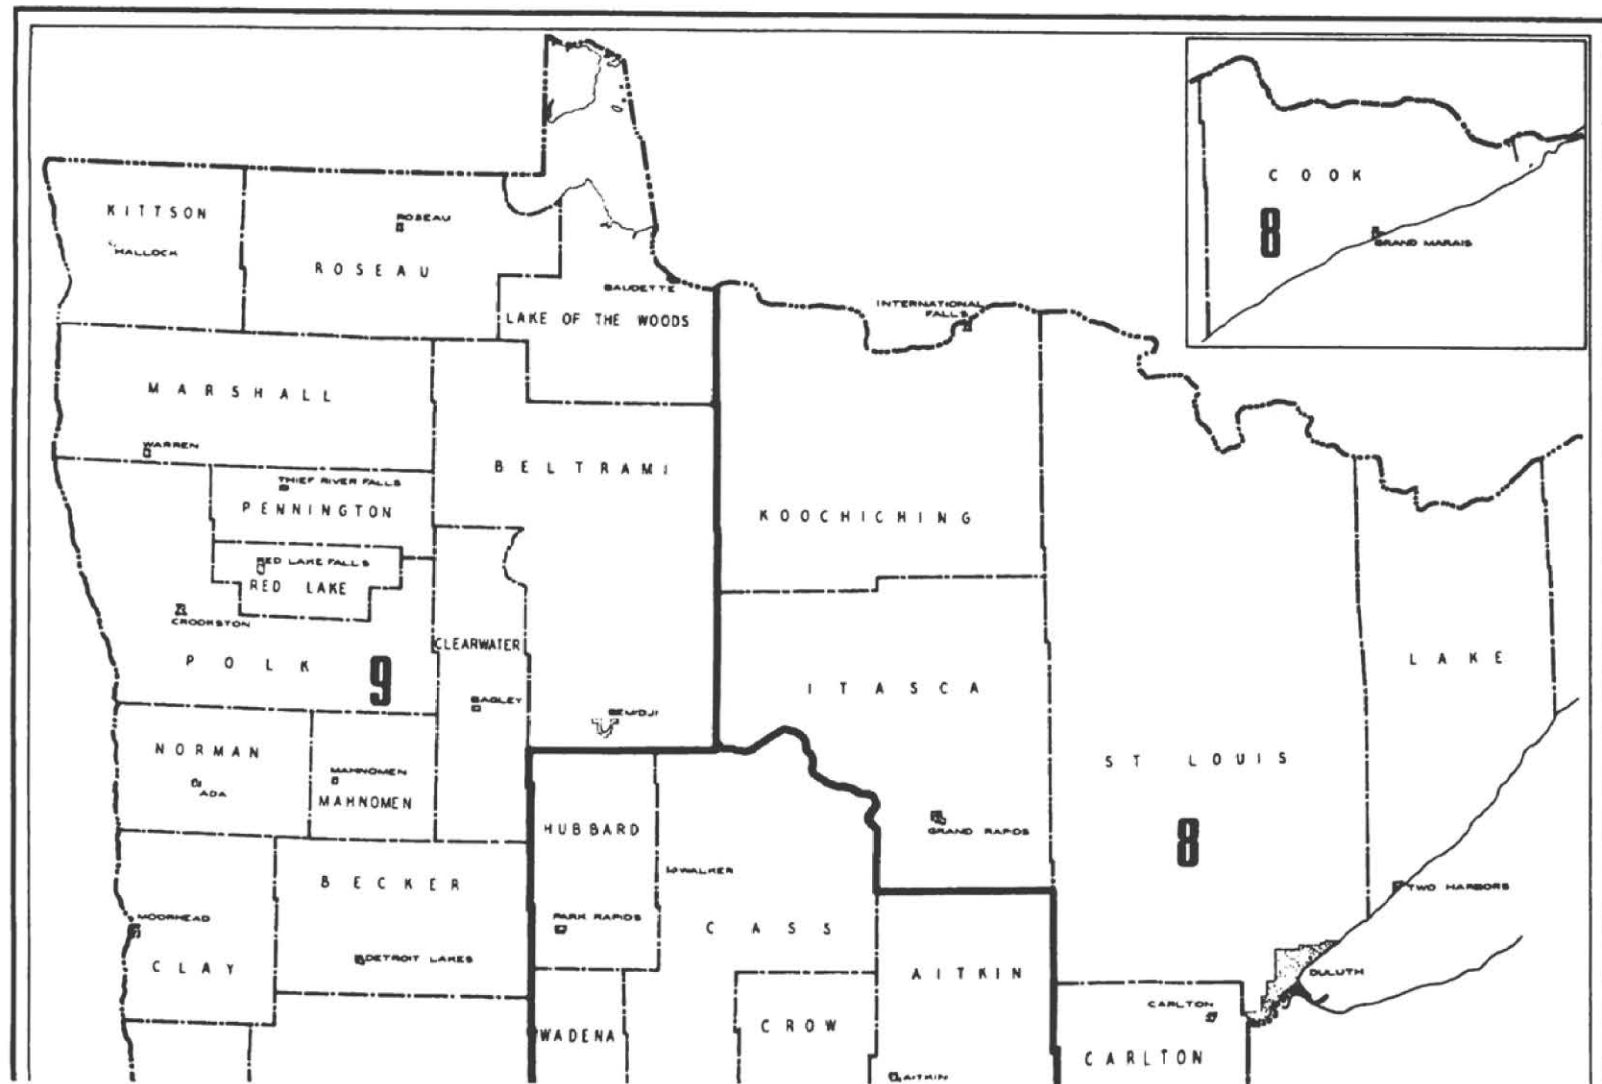 COOK
8
GRAND MARAIS
KITTSON
HALLOCK
ROSEAU
ROSEAU
BAUDETTE
LAKE OF THE WOODS
INTERNATIONAL
FALLS
MARSHALL
WARREN
BELTRAMI
THIEF RIVER FALLS
PENNINGTON
KOOCHICHING
RED LAKE FALLS
RED LAKE
CROOKSTON
POLK
9
CLEARWATER
BAGLEY
BEMIDJI
ITASCA
LAKE
NORMAN
ADA
MAHNOMEN
MAHNOMEN
ST LOUIS
8
HUBBARD
GRAND RAPIDS
WALKER
BECKER
TWO HARBORS
MOORHEAD
PARK RAPIDS
CASS
CLAY
DETROIT LAKES
AITKIN
DULUTH
CARLTON
WADENA
CROW
CARLTON
AITKIN